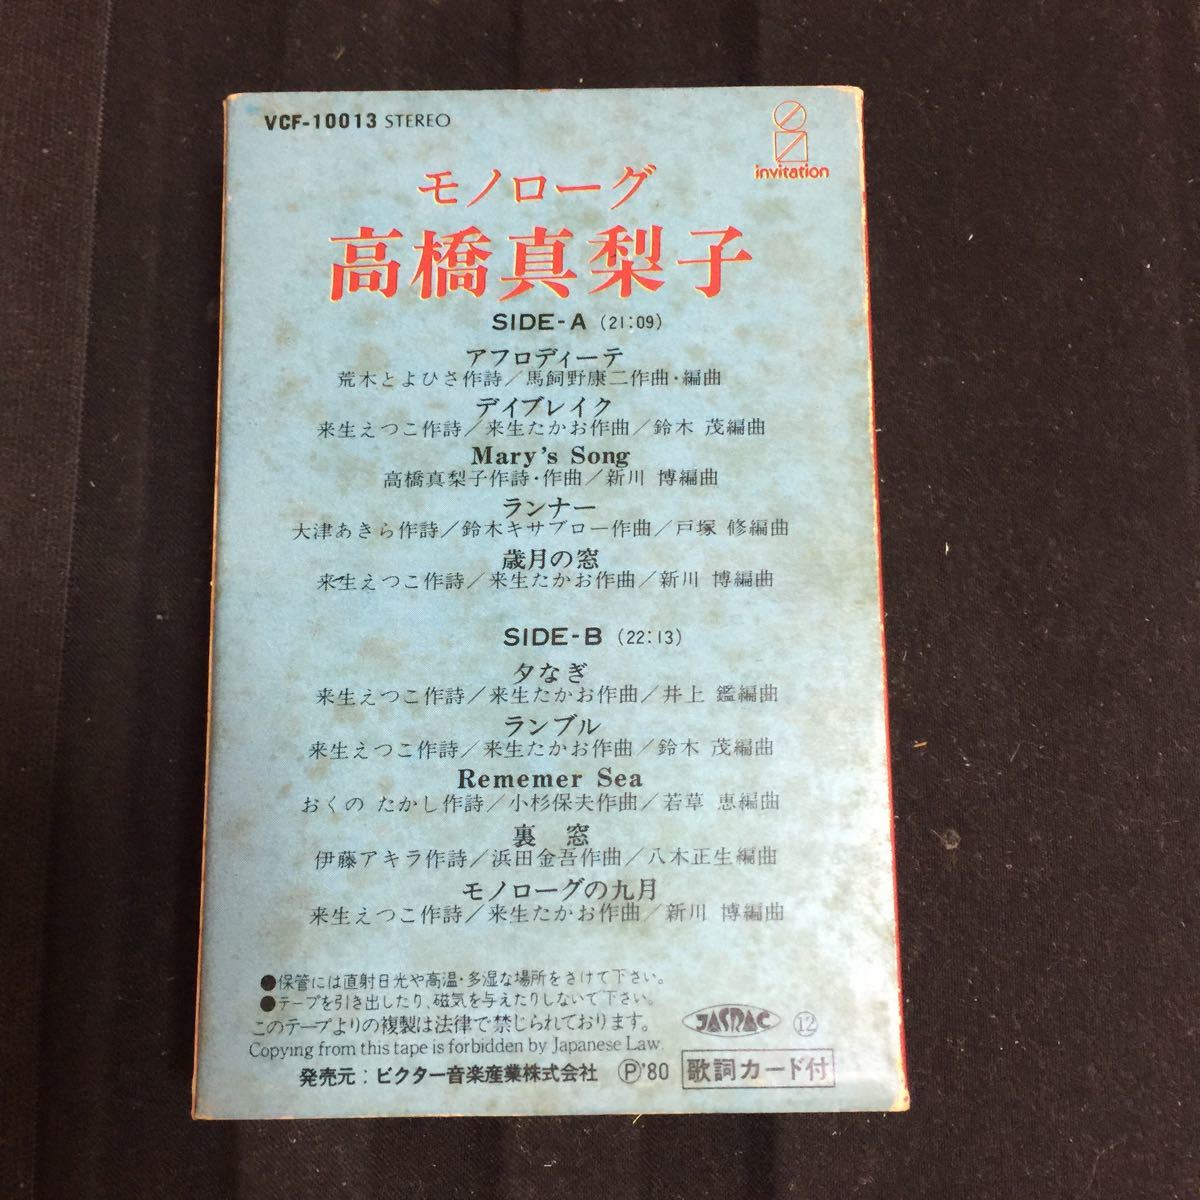 VCF-10013 STEREO
invitation
モノローグ
高橋真梨子
SIDE-A (21:09)
アフロディーテ
荒木とよひさ作詩／馬飼野康二作曲・編曲
デイブレイク
来生えつこ作詩／来生たかお作曲／鈴木 茂編曲
Mary's Song
高橋真梨子作詩・作曲／新川 博編曲
ランナー
大津あきら作詩／鈴木キサブロー作曲／戸塚 修編曲
歳月の窓
来生えつこ作詩／来生たかお作曲／新川 博編曲
SIDE-B (22:13)
夕なぎ
来生えつこ作詩／来生たかお作曲／井上 鑑編曲
ランブル
来生えつこ作詩／来生たかお作曲／鈴木 茂編曲
Rememer Sea
おくの たかし作詩／小杉保夫作曲／若草 恵編曲
裏 窓
伊藤アキラ作詩／浜田金吾作曲／八木正生編曲
モノローグの九月
来生えつこ作詩／来生たかお作曲／新川 博編曲
●保管には直射日光や高温・多湿な場所をさけて下さい。
●テープを引き出したり、磁気を与えたりしないで下さい。
このテープよりの複製は法律で禁じられております。
JASRAC ⑫
Copying from this tape is forbidden by Japanese Law.
発売元：ビクター音楽産業株式会社 Ⓟ'80 歌詞カード付